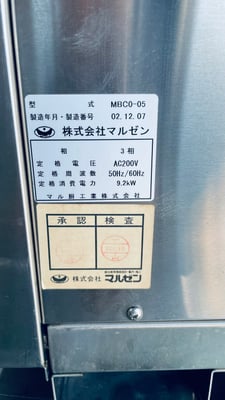 型 式 MBCO-05
製造年月・製造番号 02.12.07
株式会社マルゼン
相 3相
定格電圧 AC200V
定格周波数 50Hz/60Hz
定格消費電力 9.2kW
マル厨工業株式会社
承認 検査
株式会社 マルゼン